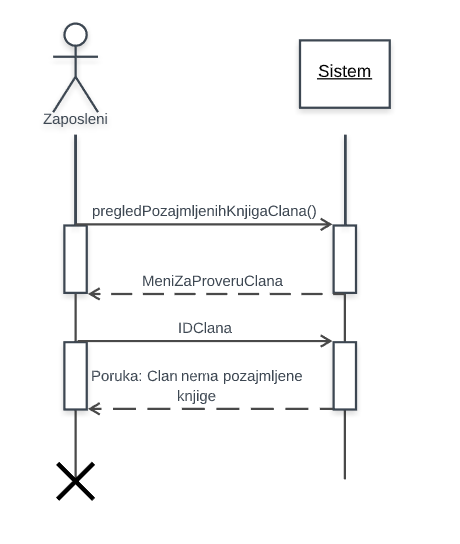 Sistem
Zaposleni
pregledPozajmljenihKnjigaClana()
MeniZaProveruClana
IDClana
Poruka: Clan nema pozajmljene
knjige